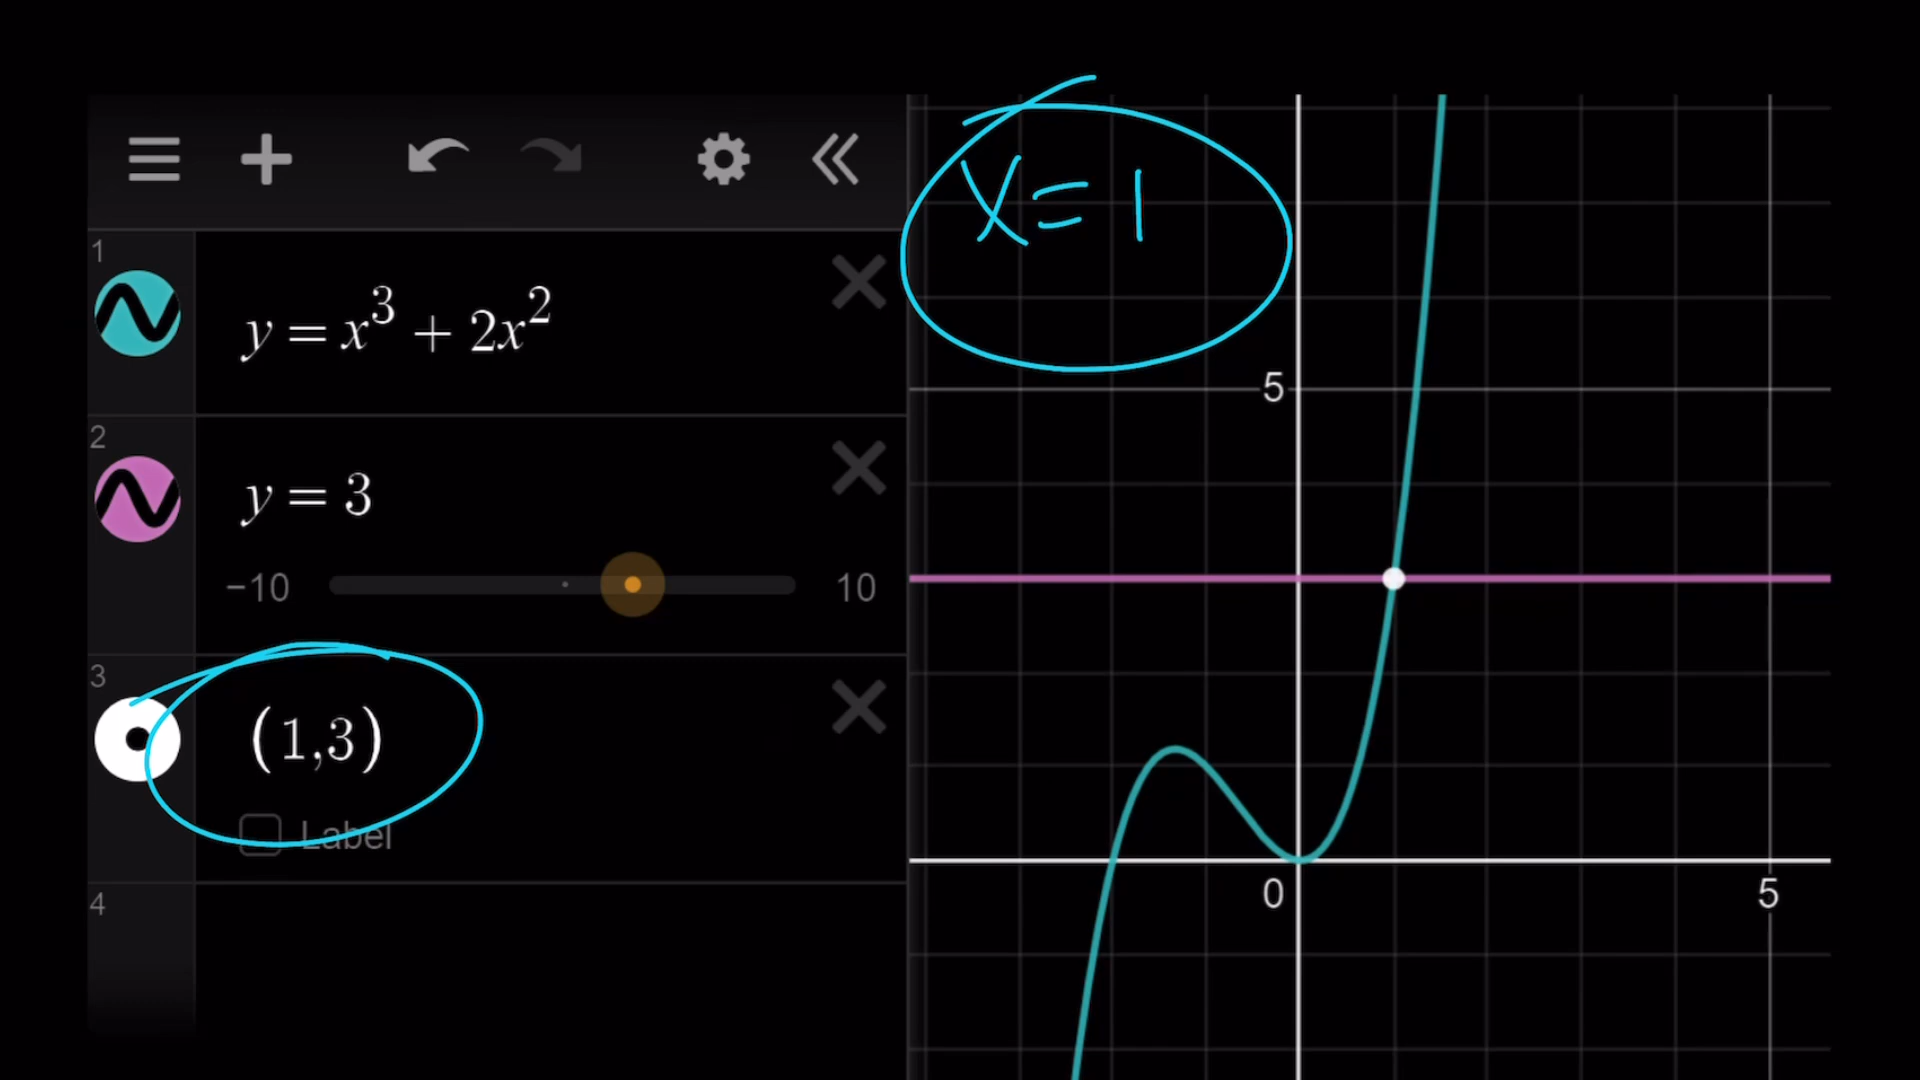 1
y = x³ + 2x²
2
y = 3
−10
10
3
(1,3)
Label
4
X = 1
5
0
5